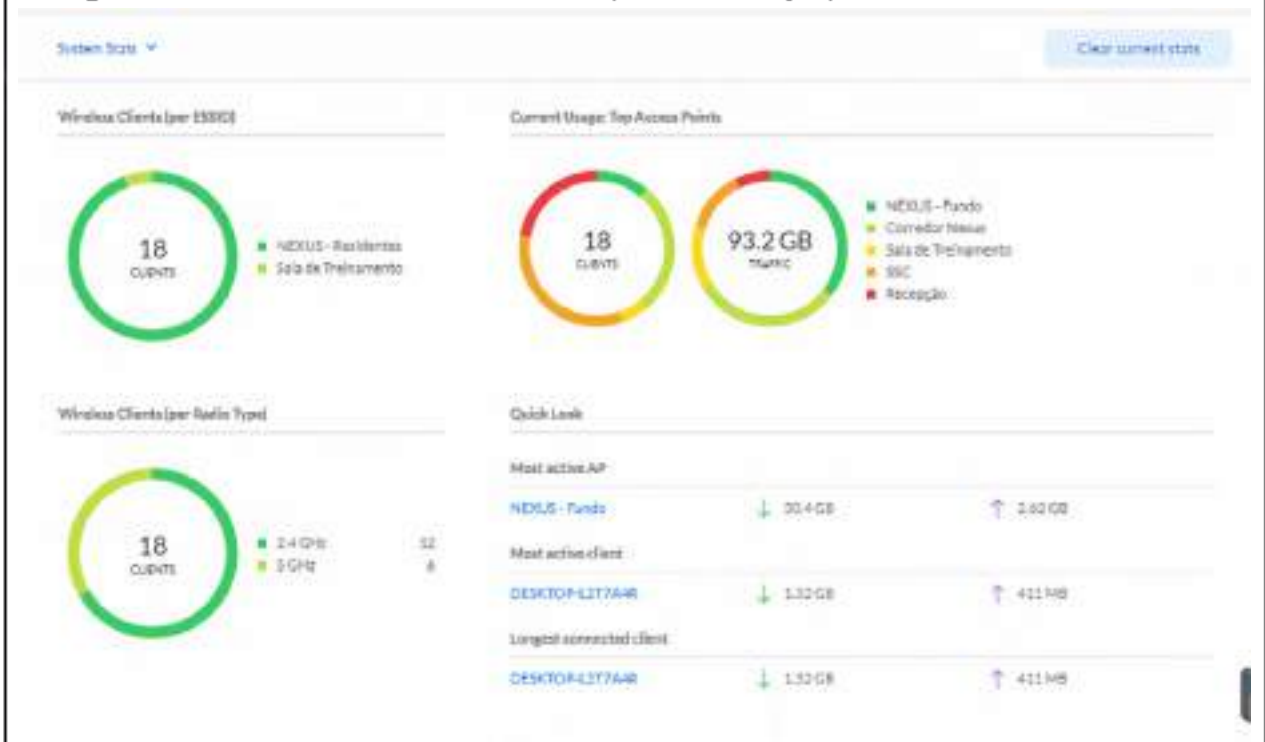 System Stats
Clear current stats
Wireless Clients (per ESSID)
18
CLIENTS
NEXUS - Residentes
Sala de Treinamento
Current Usage: Top Access Points
18
CLIENTS
93.2 GB
TRAFFIC
NEXUS - Fundo
Corredor Nexus
Sala de Treinamento
SSC
Recepção
Wireless Clients (per Radio Type)
18
CLIENTS
2.4 GHz 12
5 GHz 6
Quick Look
Most active AP
NEXUS - Fundo ↓ 30.4 GB ↑ 2.62 GB
Most active client
DESKTOP-L2T7A4R ↓ 1.32 GB ↑ 411 MB
Longest connected client
DESKTOP-L2T7A4R ↓ 1.32 GB ↑ 411 MB